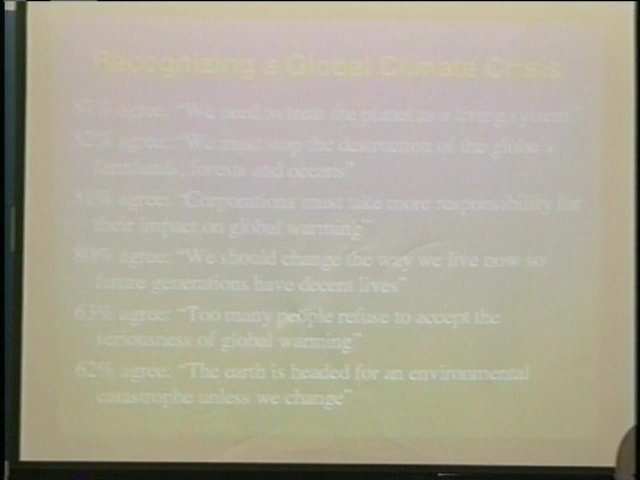 Recognizing a Global Climate Crisis
agree: "We need to treat the planet as a living system"
82% agree: "We must stop the destruction of the globe's
farmlands, forests and oceans"
81% agree: "Corporations must take more responsibility for
their impact on global warming"
80% agree: "We should change the way we live now so
future generations have decent lives"
63% agree: "Too many people refuse to accept the
seriousness of global warming"
62% agree: "The earth is headed for an environmental
catastrophe unless we change"